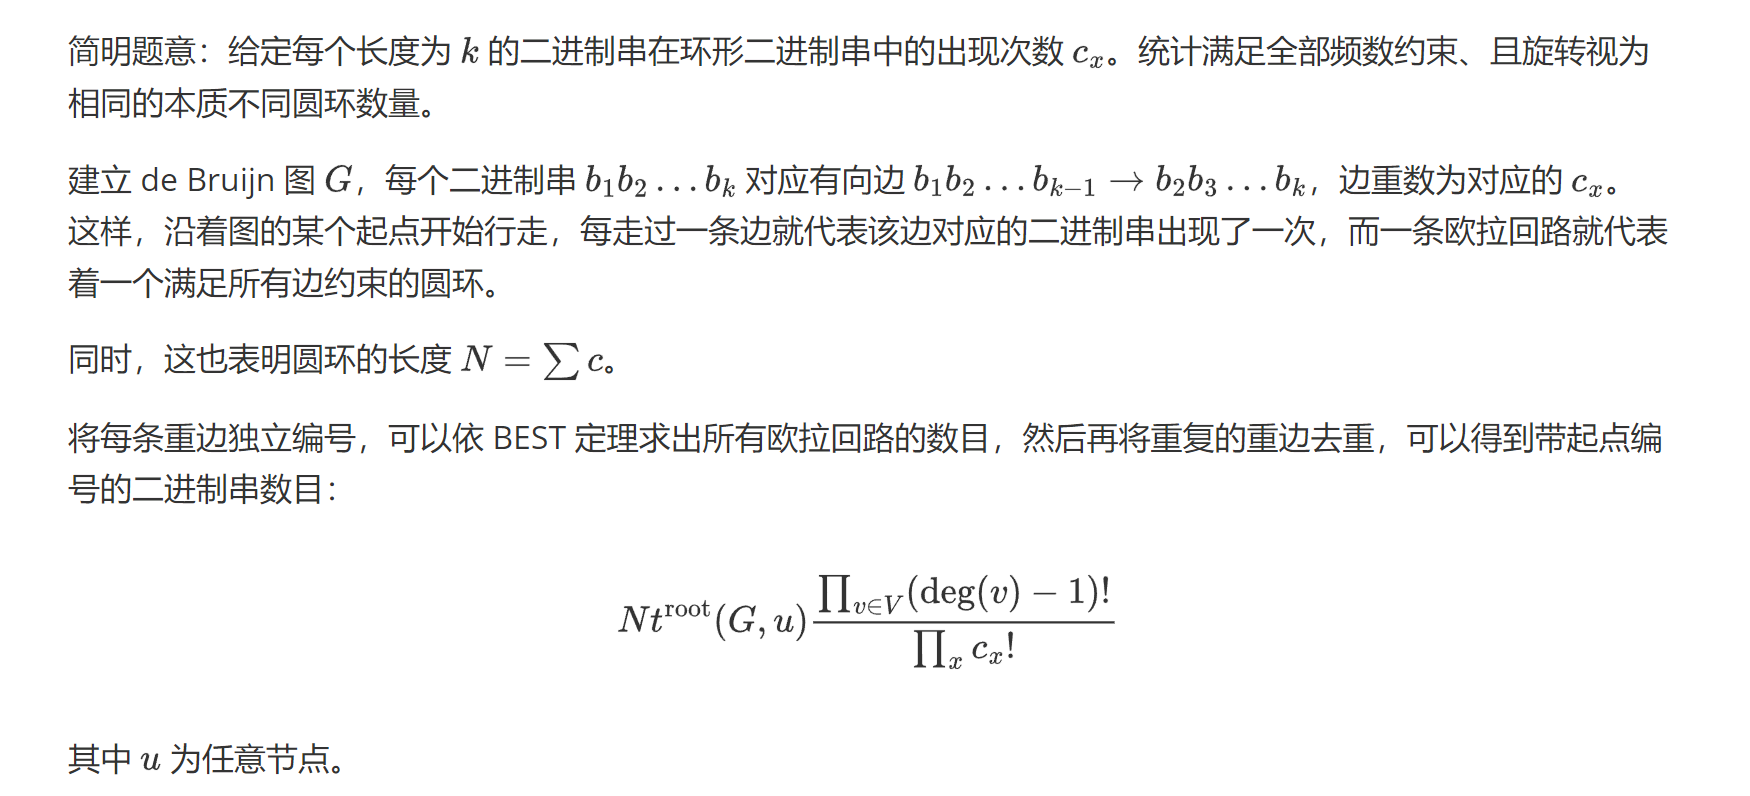 简明题意：给定每个长度为 k 的二进制串在环形二进制串中的出现次数 cₓ。统计满足全部频数约束、且旋转视为
相同的本质不同圆环数量。
建立 de Bruijn 图 G，每个二进制串 b₁b₂…bₖ 对应有向边 b₁b₂…bₖ₋₁ → b₂b₃…bₖ，边重数为对应的 cₓ。
这样，沿着图的某个起点开始行走，每走过一条边就代表该边对应的二进制串出现了一次，而一条欧拉回路就代表
着一个满足所有边约束的圆环。
同时，这也表明圆环的长度 N = ∑ c。
将每条重边独立编号，可以依 BEST 定理求出所有欧拉回路的数目，然后再将重复的重边去重，可以得到带起点编
号的二进制串数目：
N t^root(G, u) ∏_{v∈V}(deg(v) − 1)! / ∏ₓ cₓ!
其中 u 为任意节点。